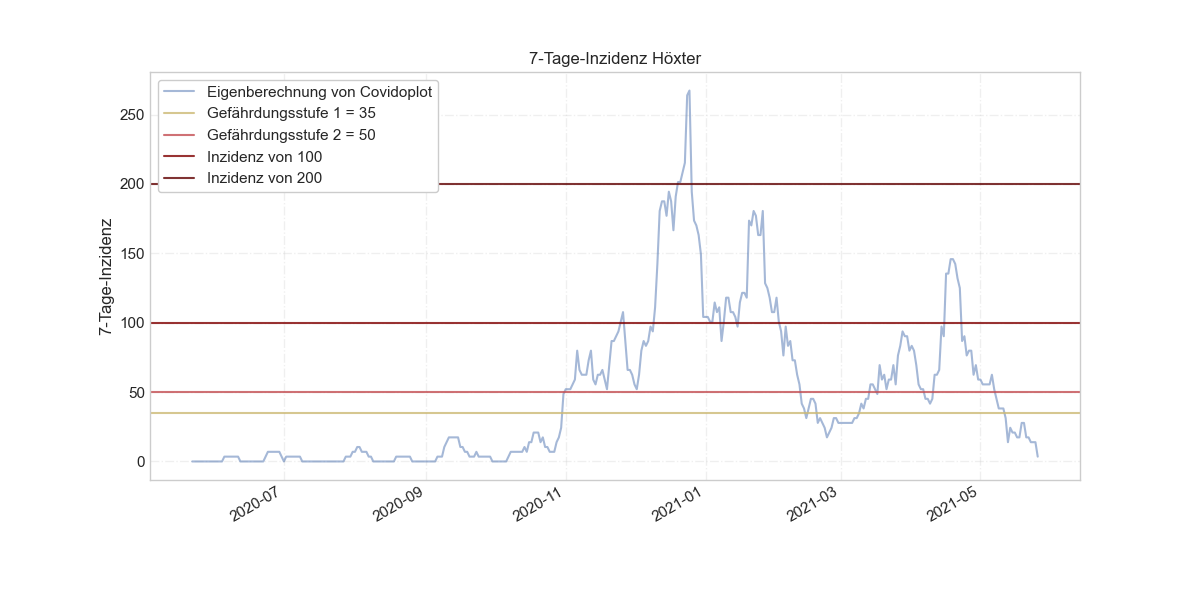 7-Tage-Inzidenz Höxter
Eigenberechnung von Covidoplot
Gefährdungsstufe 1 = 35
Gefährdungsstufe 2 = 50
Inzidenz von 100
Inzidenz von 200
7-Tage-Inzidenz
250
200
150
100
50
0
2020-07
2020-09
2020-11
2021-01
2021-03
2021-05